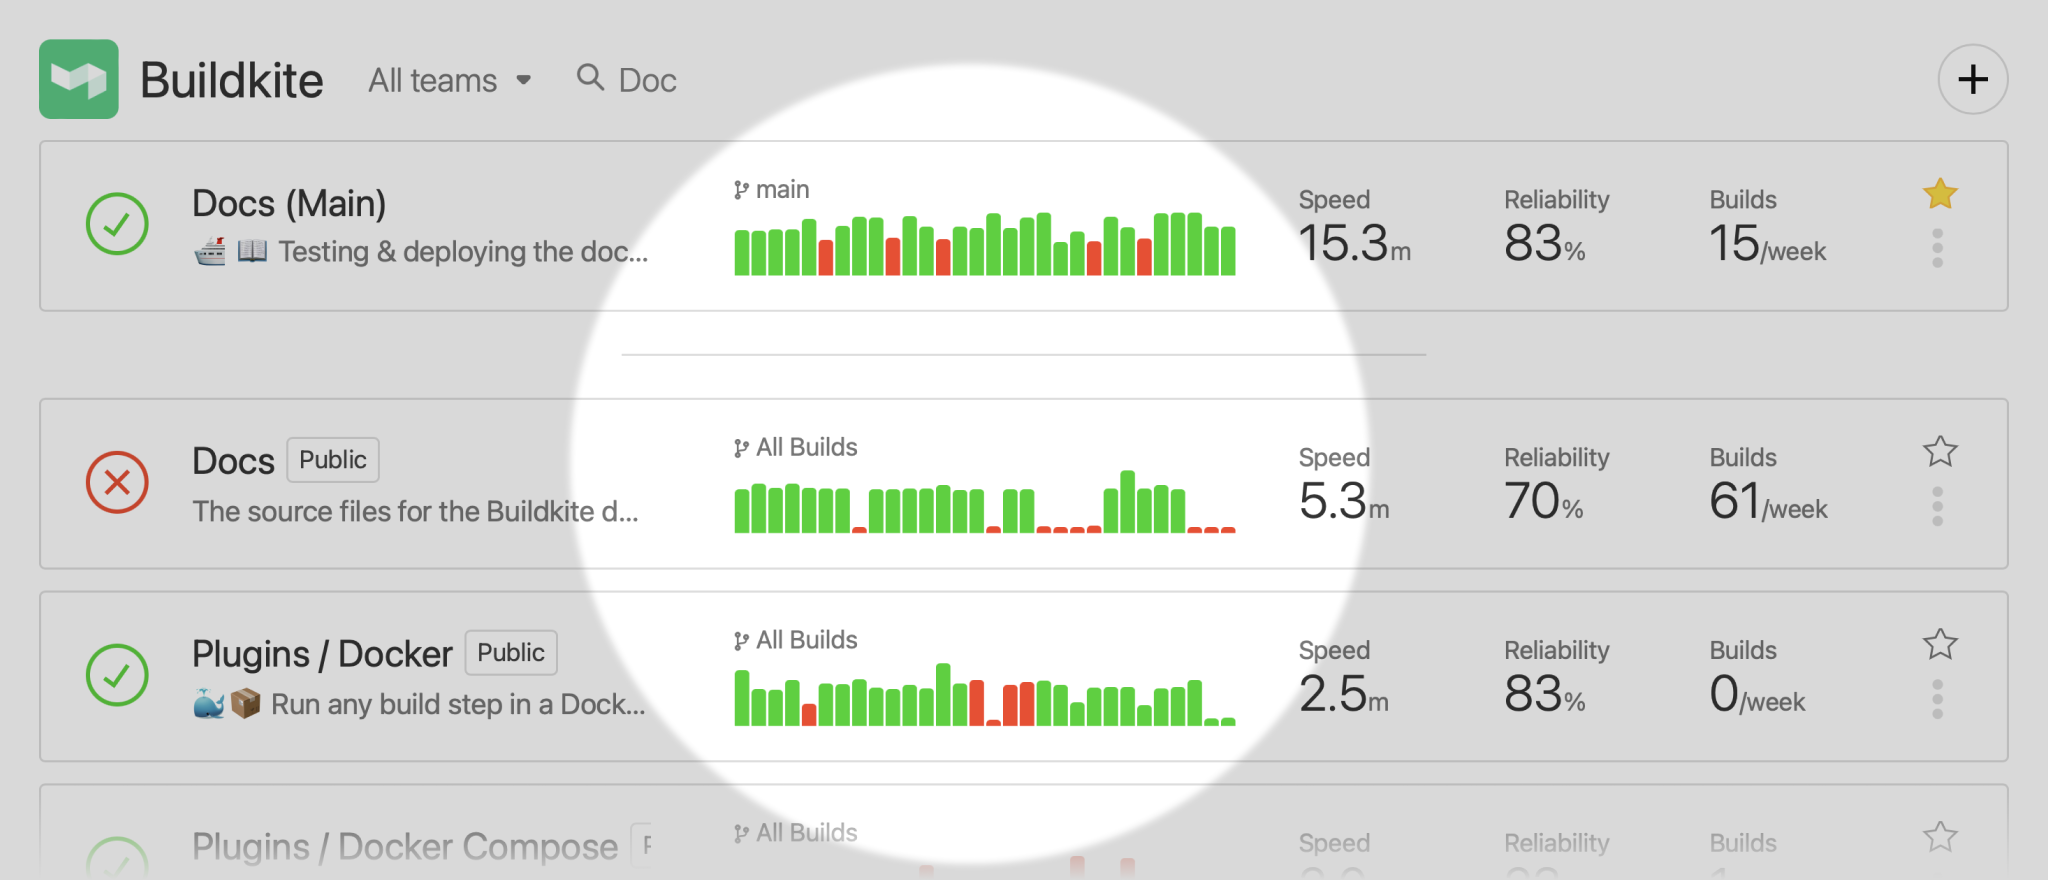 Buildkite All teams Doc
Docs (Main)
Testing & deploying the doc...
main
Speed
15.3m
Reliability
83%
Builds
15/week
Docs Public
The source files for the Buildkite d...
All Builds
Speed
5.3m
Reliability
70%
Builds
61/week
Plugins / Docker Public
Run any build step in a Dock...
All Builds
Speed
2.5m
Reliability
83%
Builds
0/week
Plugins / Docker Compose
All Builds
Speed
Reliability
Builds